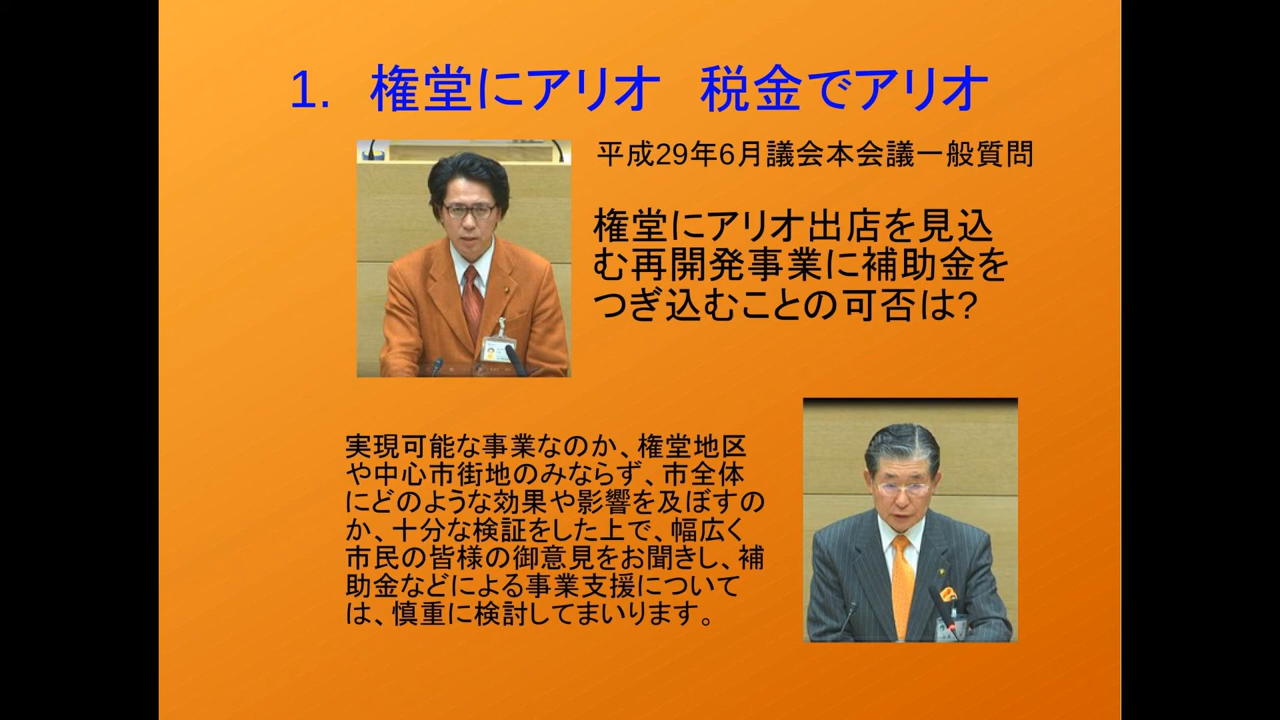 1.　権堂にアリオ　税金でアリオ
平成29年6月議会本会議一般質問
権堂にアリオ出店を見込
む再開発事業に補助金を
つぎ込むことの可否は?
実現可能な事業なのか、権堂地区
や中心市街地のみならず、市全体
にどのような効果や影響を及ぼすの
か、十分な検証をした上で、幅広く
市民の皆様の御意見をお聞きし、補
助金などによる事業支援について
は、慎重に検討してまいります。